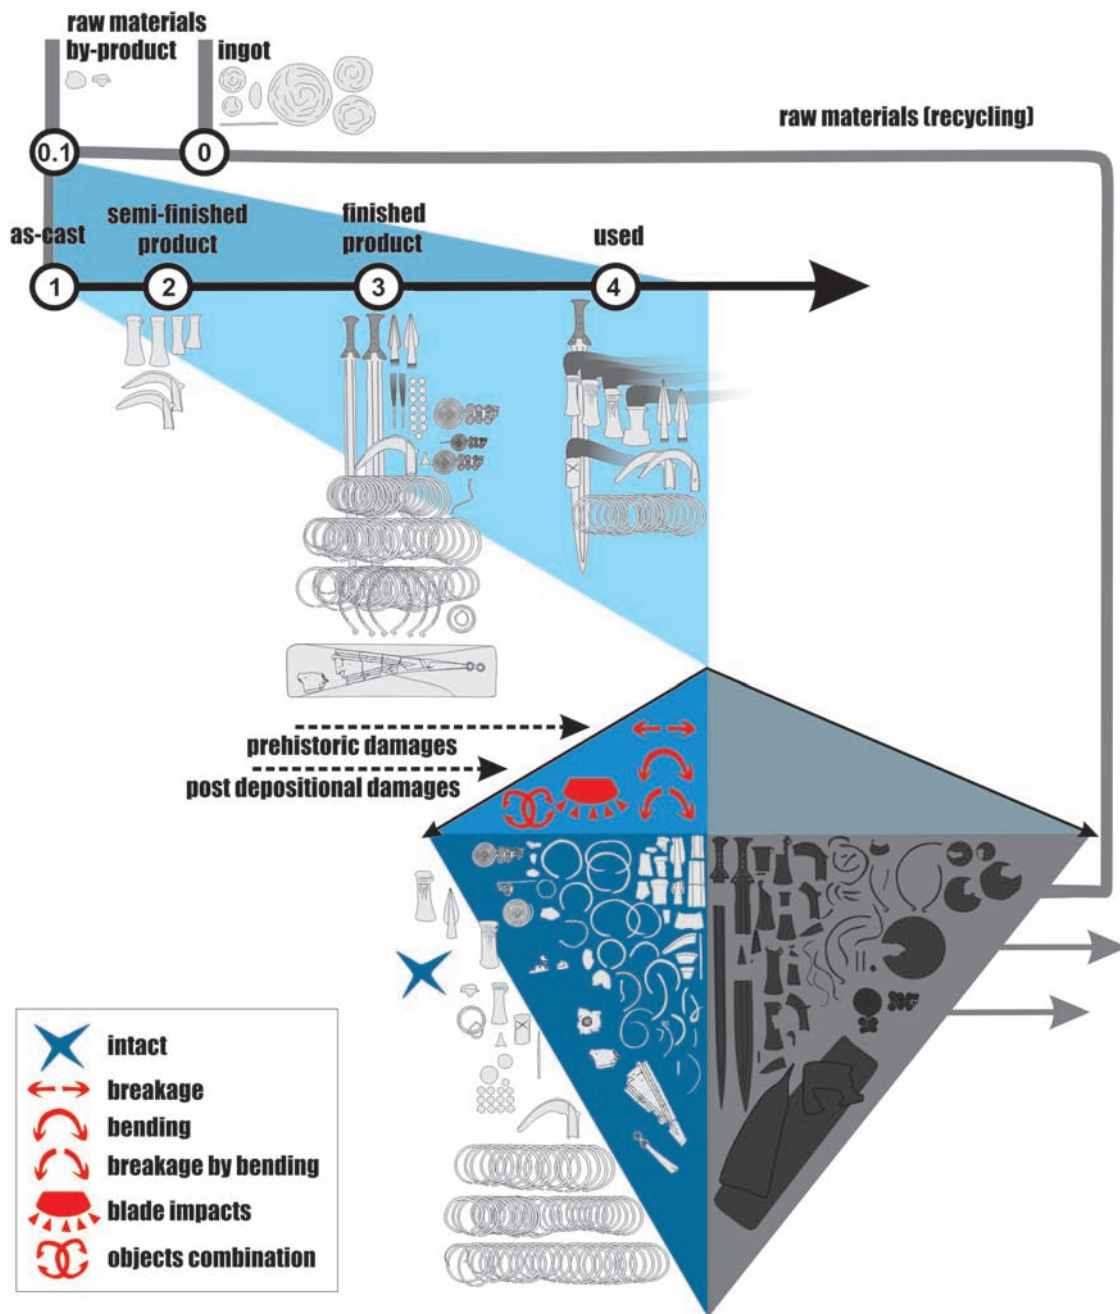 raw materials
by-product
ingot
raw materials (recycling)
0.1
0
as-cast
semi-finished
product
finished
product
used
1
2
3
4
prehistoric damages
post depositional damages
intact
breakage
bending
breakage by bending
blade impacts
objects combination